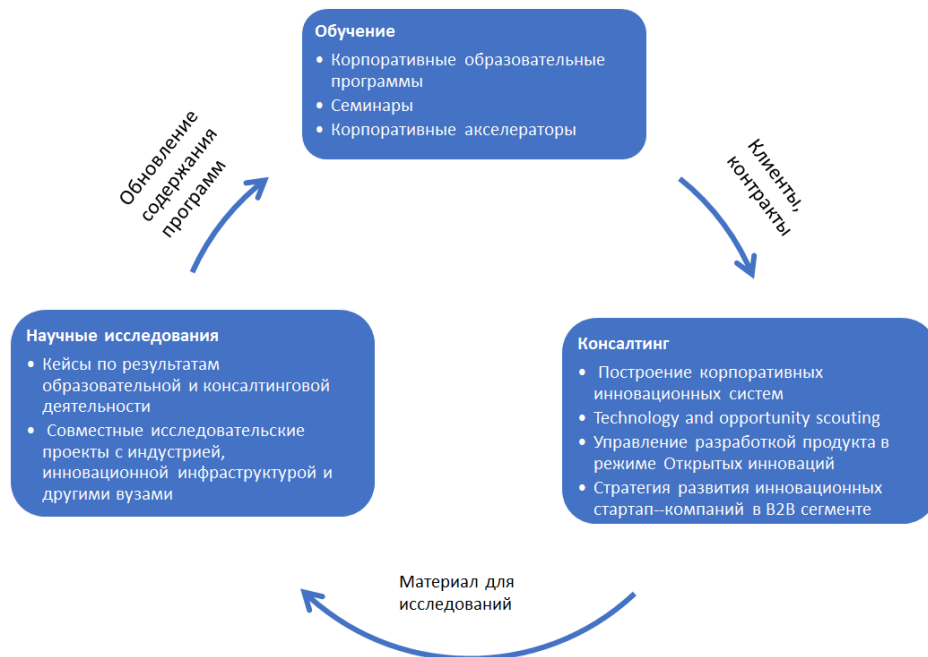 Обучение
• Корпоративные образовательные
программы
• Семинары
• Корпоративные акселераторы
Обновление
содержания
программ
Клиенты,
контракты
Научные исследования
• Кейсы по результатам
образовательной и консалтинговой
деятельности
• Совместные исследовательские
проекты с индустрией,
инновационной инфраструктурой и
другими вузами
Консалтинг
• Построение корпоративных
инновационных систем
• Technology and opportunity scouting
• Управление разработкой продукта в
режиме Открытых инноваций
• Стратегия развития инновационных
стартап--компаний в B2B сегменте
Материал для
исследований